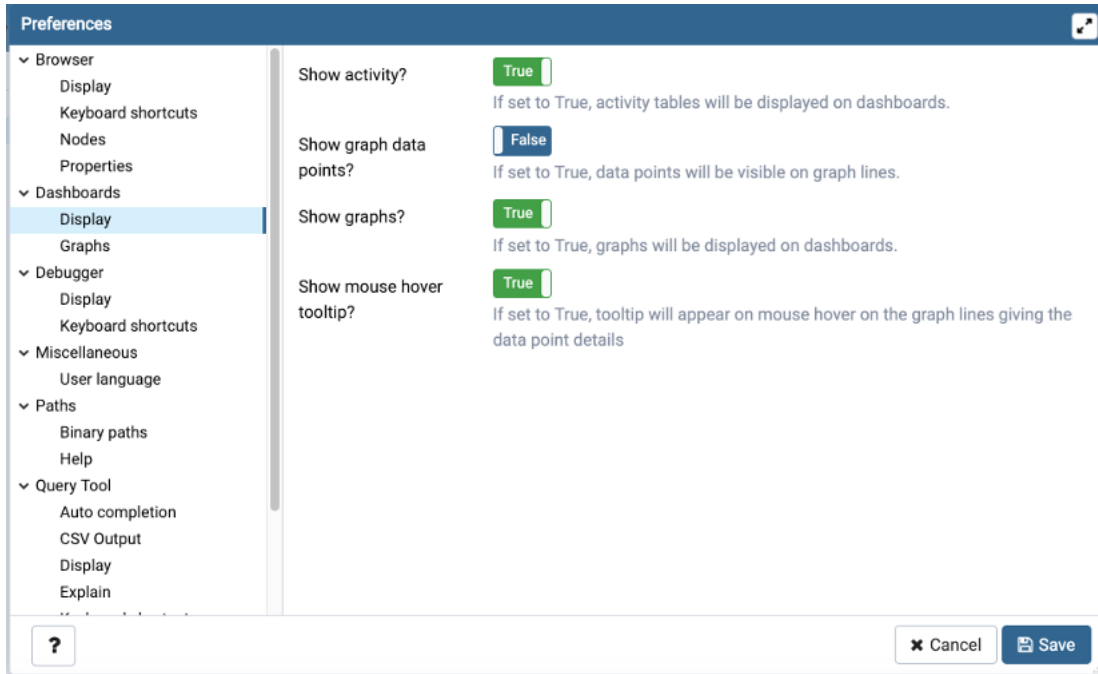 Preferences
Browser
Display
Keyboard shortcuts
Nodes
Properties
Dashboards
Display
Graphs
Debugger
Display
Keyboard shortcuts
Miscellaneous
User language
Paths
Binary paths
Help
Query Tool
Auto completion
CSV Output
Display
Explain
Show activity?
True
If set to True, activity tables will be displayed on dashboards.
Show graph data
points?
False
If set to True, data points will be visible on graph lines.
Show graphs?
True
If set to True, graphs will be displayed on dashboards.
Show mouse hover
tooltip?
True
If set to True, tooltip will appear on mouse hover on the graph lines giving the
data point details
?
Cancel
Save